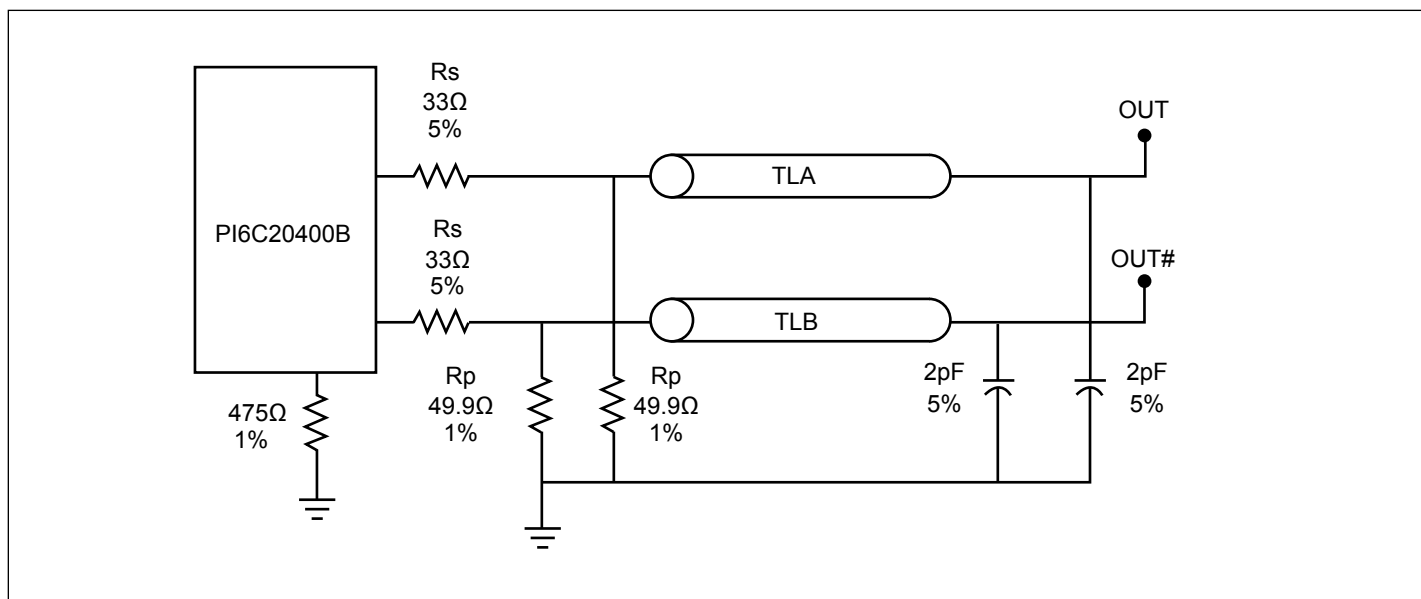 Rs
33Ω
5%
OUT
TLA
PI6C20400B
Rs
33Ω
5%
OUT#
TLB
475Ω
1%
Rp
49.9Ω
1%
Rp
49.9Ω
1%
2pF
5%
2pF
5%